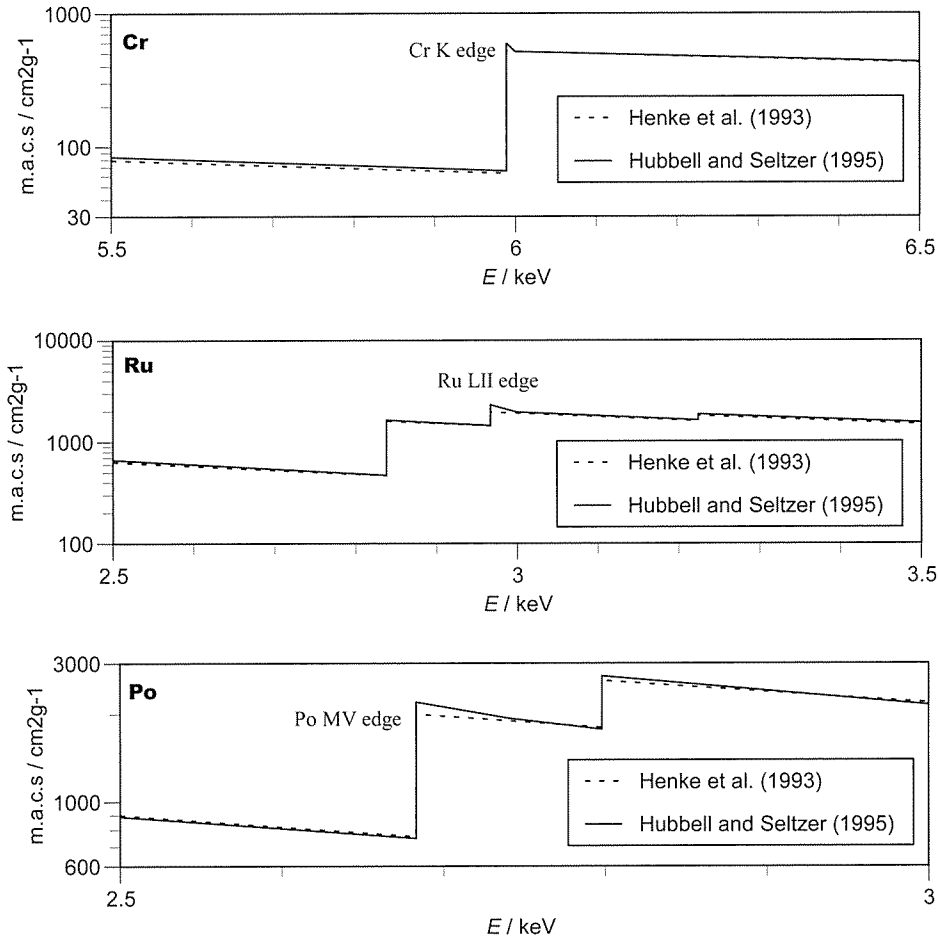 1000
Cr
Cr K edge
m.a.c.s / cm2g-1
Henke et al. (1993)
100
Hubbell and Seltzer (1995)
30
5.5
6
6.5
E / keV
10000
Ru
Ru LII edge
m.a.c.s / cm2g-1
1000
Henke et al. (1993)
Hubbell and Seltzer (1995)
100
2.5
3
3.5
E / keV
3000
Po
Po MV edge
m.a.c.s / cm2g-1
Henke et al. (1993)
1000
Hubbell and Seltzer (1995)
600
2.5
3
E / keV